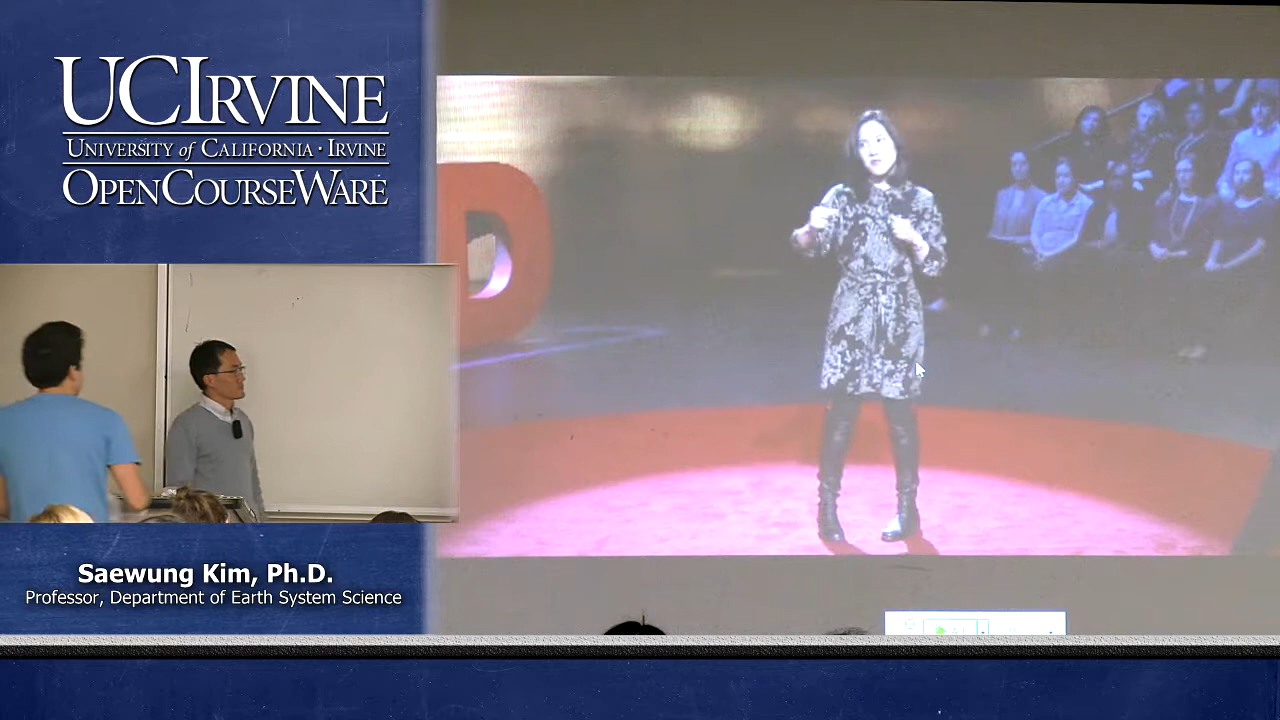 UCIRVINE
UNIVERSITY of CALIFORNIA · IRVINE
OPENCOURSEWARE
D
Saewung Kim, Ph.D.
Professor, Department of Earth System Science